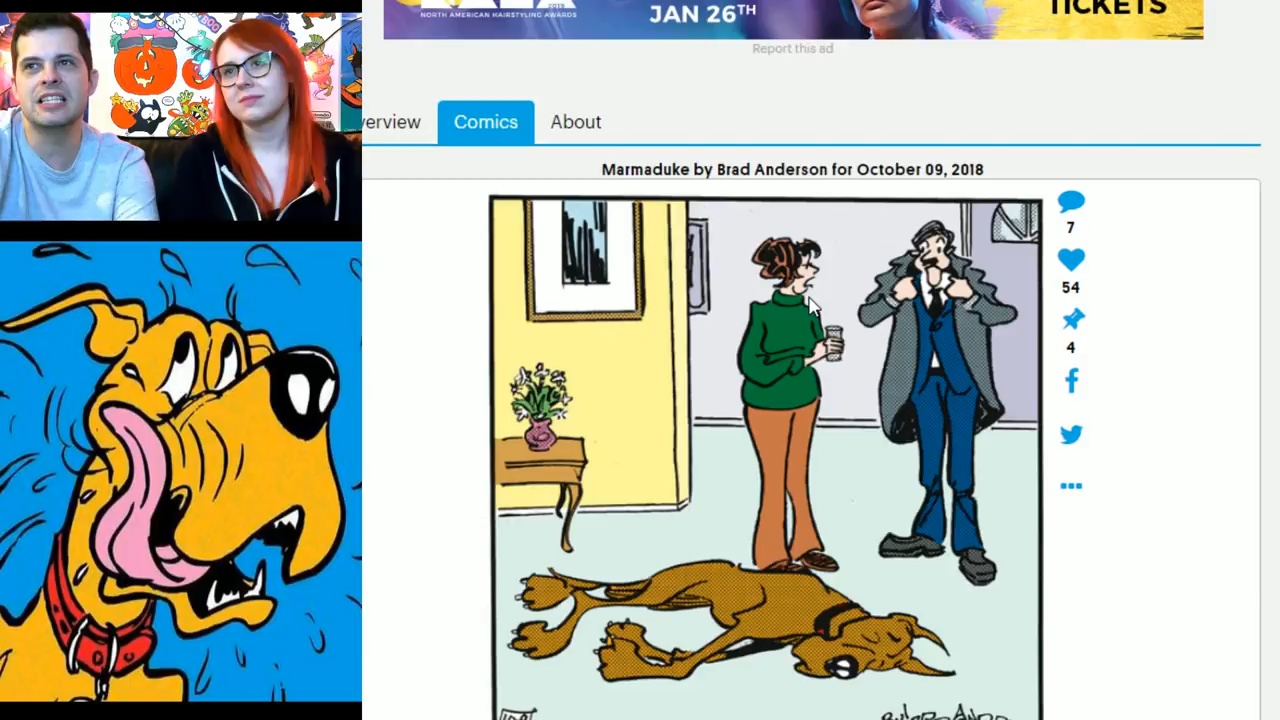 2019
NORTH AMERICAN HAIRSTYLING AWARDS
JAN 26TH
TICKETS
Report this ad
verview
Comics
About
Marmaduke by Brad Anderson for October 09, 2018
7
54
4